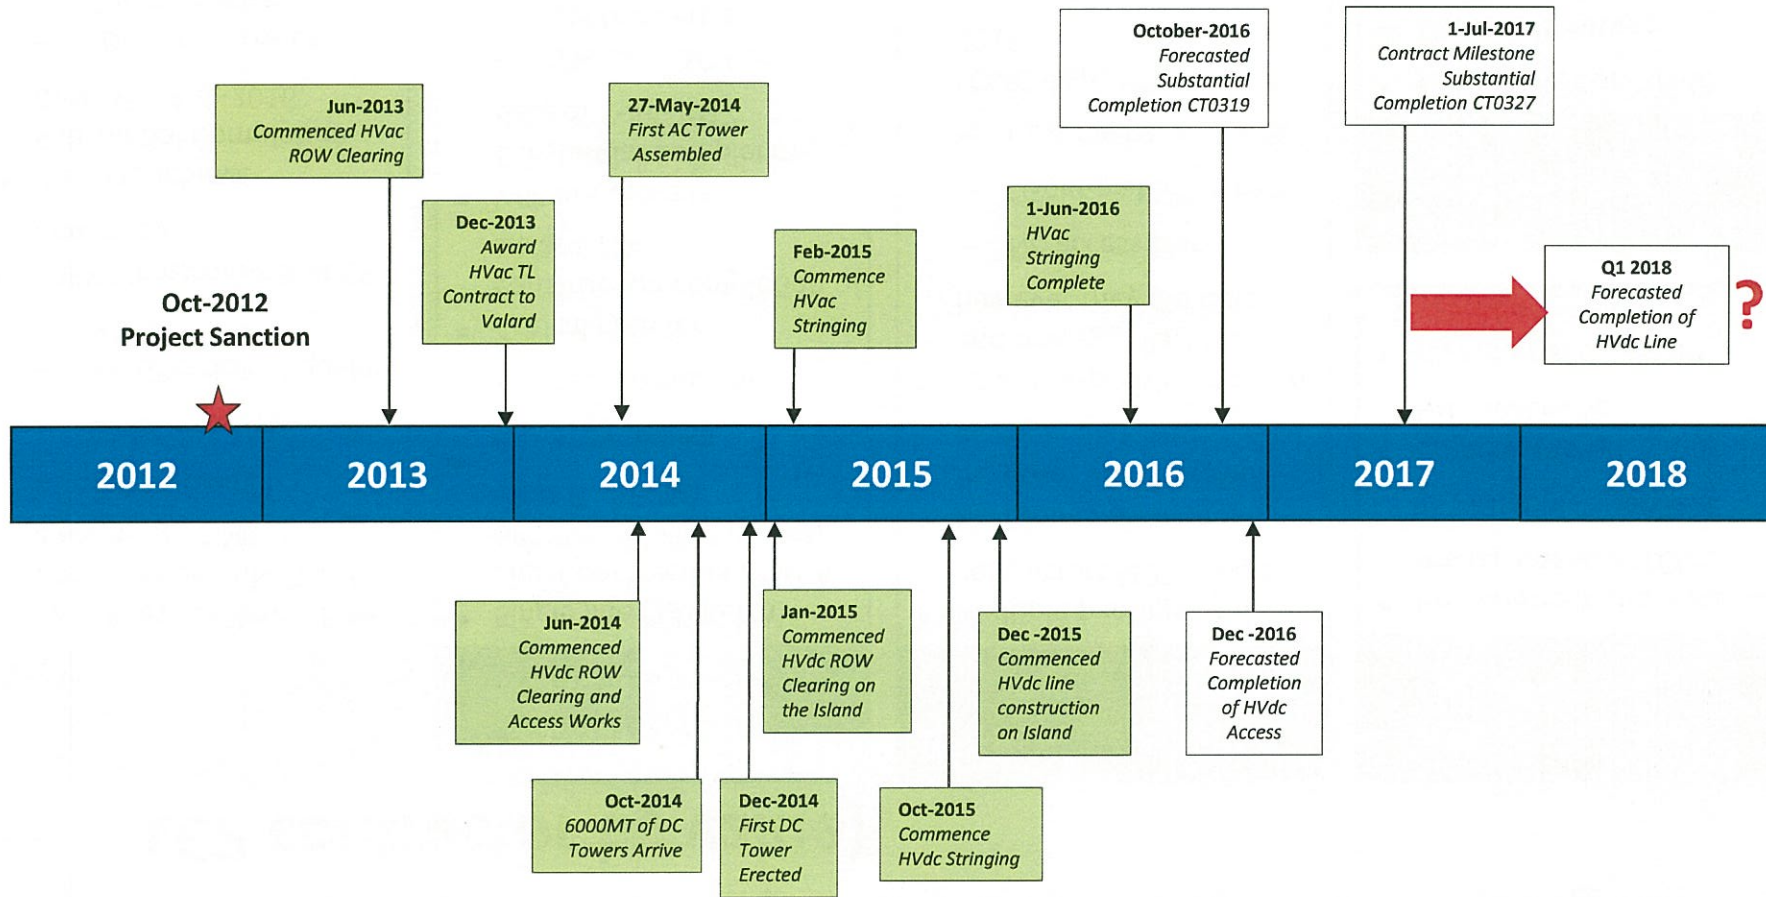 October-2016
Forecasted
Substantial
Completion CT0319
1-Jul-2017
Contract Milestone
Substantial
Completion CT0327
Jun-2013
Commenced HVac
ROW Clearing
27-May-2014
First AC Tower
Assembled
Dec-2013
Award
HVac TL
Contract to
Valard
Feb-2015
Commence
HVac
Stringing
1-Jun-2016
HVac
Stringing
Complete
Q1 2018
Forecasted
Completion of
HVdc Line
?
Oct-2012
Project Sanction
2012 2013 2014 2015 2016 2017 2018
Jun-2014
Commenced
HVdc ROW
Clearing and
Access Works
Jan-2015
Commenced
HVdc ROW
Clearing on
the Island
Dec -2015
Commenced
HVdc line
construction
on Island
Dec -2016
Forecasted
Completion
of HVdc
Access
Oct-2014
6000MT of DC
Towers Arrive
Dec-2014
First DC
Tower
Erected
Oct-2015
Commence
HVdc Stringing